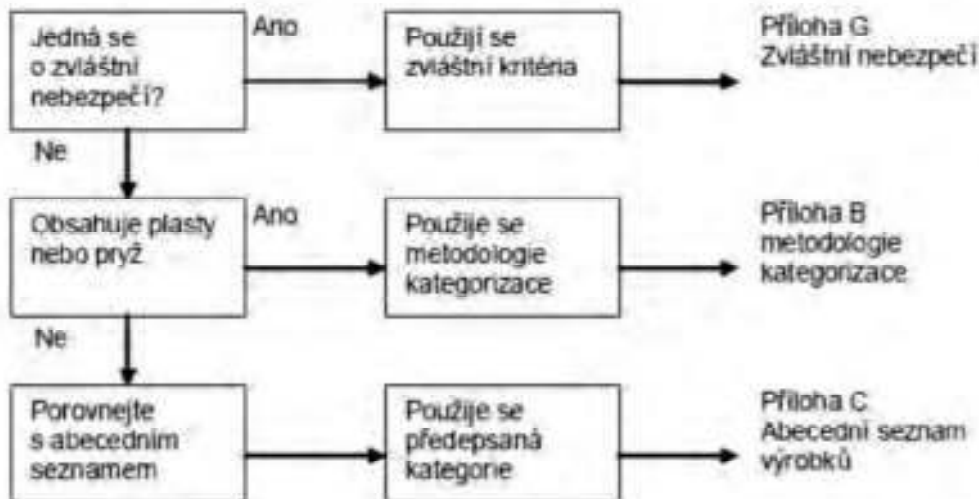 Jedná se
o zvláštní
nebezpečí?
Ano
Použijí se
zvláštní kritéria
Příloha G
Zvláštní nebezpečí
Ne
Obsahuje plasty
nebo pryž
Ano
Použije se
metodologie
kategorizace
Příloha B
metodologie
kategorizace
Ne
Porovnejte
s abecedním
seznamem
Použije se
předepsaná
kategorie
Příloha C
Abecední seznam
výrobků